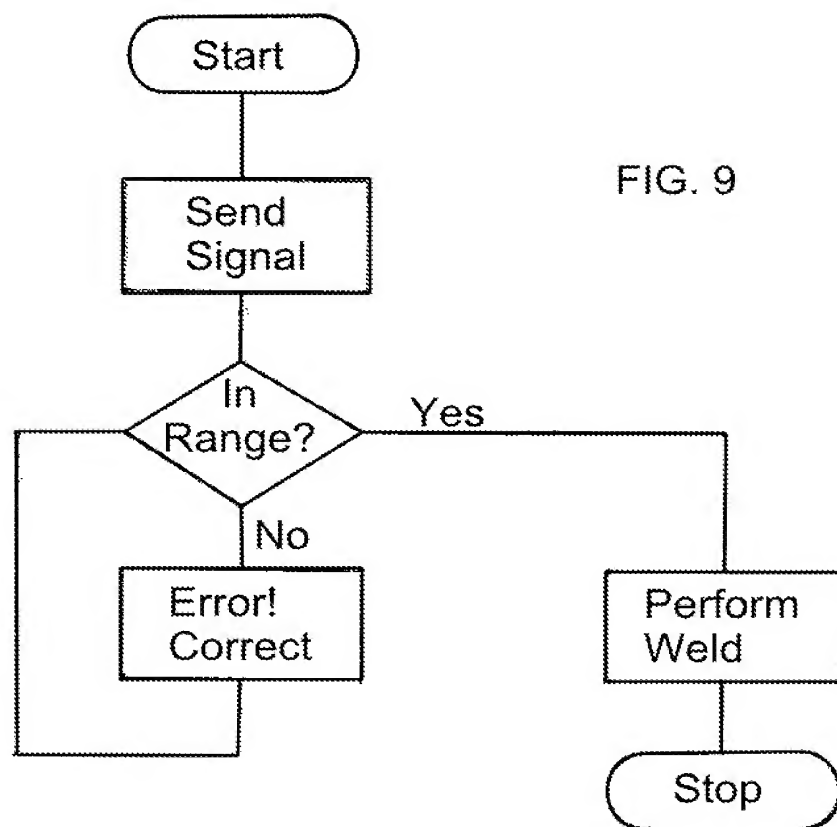 Start
FIG. 9
Send
Signal
In
Range?
Yes
No
Error!
Correct
Perform
Weld
Stop